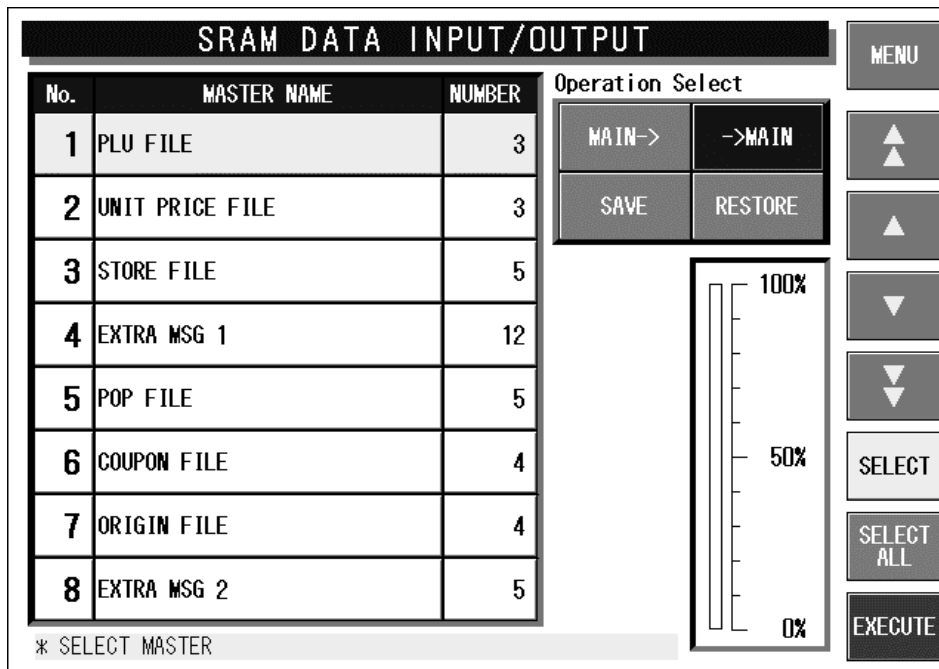 SRAM DATA INPUT/OUTPUT
MENU
No. MASTER NAME NUMBER
1 PLU FILE 3
2 UNIT PRICE FILE 3
3 STORE FILE 5
4 EXTRA MSG 1 12
5 POP FILE 5
6 COUPON FILE 4
7 ORIGIN FILE 4
8 EXTRA MSG 2 5
* SELECT MASTER
Operation Select
MAIN-> ->MAIN
SAVE RESTORE
100%
50%
0%
SELECT
SELECT
ALL
EXECUTE